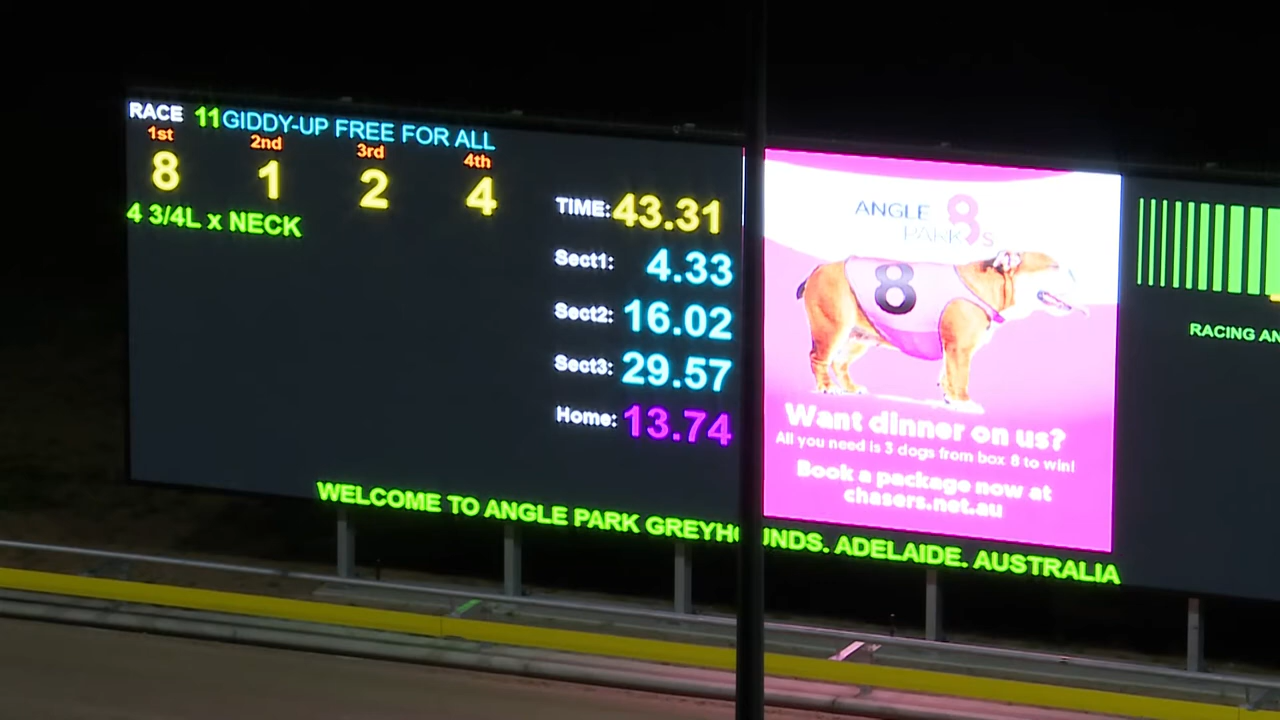 RACE 11 GIDDY-UP FREE FOR ALL
1st 2nd 3rd 4th
8 1 2 4
4 3/4L x NECK
TIME: 43.31
Sect1: 4.33
Sect2: 16.02
Sect3: 29.57
Home: 13.74
ANGLE
PARK 8s
8
Want dinner on us?
All you need is 3 dogs from box 8 to win!
Book a package now at
chasers.net.au
RACING
WELCOME TO ANGLE PARK GREYHOUNDS. ADELAIDE. AUSTRALIA